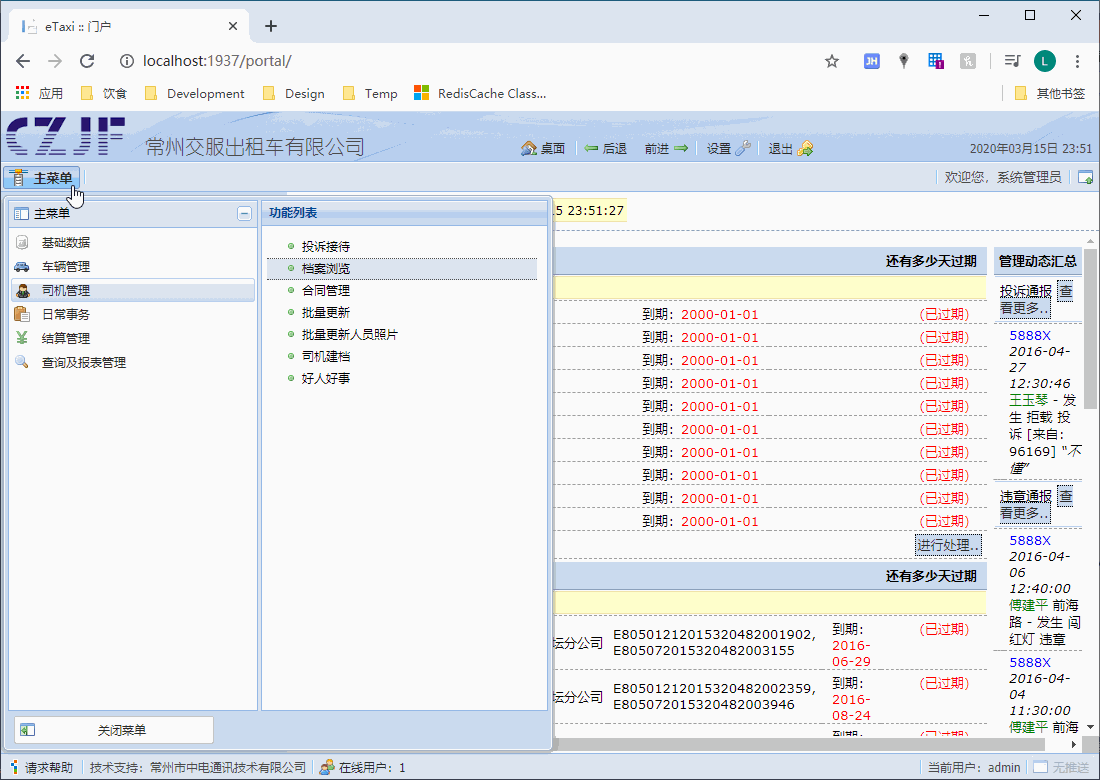 eTaxi :: 门户
localhost:1937/portal/
JH
1
L
应用 饮食 Development Design Temp RedisCache Class... 其他书签
CZJF 常州交服出租车有限公司
桌面 后退 前进 设置 退出
2020年03月15日 23:51
主菜单
欢迎您，系统管理员
主菜单
基础数据
车辆管理
司机管理
日常事务
结算管理
查询及报表管理
关闭菜单
功能列表
投诉接待
档案浏览
合同管理
批量更新
批量更新人员照片
司机建档
好人好事
5 23:51:27
还有多少天过期
到期：2000-01-01 (已过期)
到期：2000-01-01 (已过期)
到期：2000-01-01 (已过期)
到期：2000-01-01 (已过期)
到期：2000-01-01 (已过期)
到期：2000-01-01 (已过期)
到期：2000-01-01 (已过期)
到期：2000-01-01 (已过期)
到期：2000-01-01 (已过期)
到期：2000-01-01 (已过期)
进行处理..
还有多少天过期
坛分公司
E80501212015320482001902,
E805072015320482003155
到期：
2016-
06-29
(已过期)
坛分公司
E80501212015320482002359,
E805072015320482003946
到期：
2016-
08-24
(已过期)
管理动态汇总
投诉通报 查
看更多..
5888X
2016-04-
27
12:30:46
王玉琴 - 发
生 拒载 投
诉 [来自:
96169] “不
懂”
违章通报 查
看更多..
5888X
2016-04-
06
12:40:00
傅建平 前海
路 - 发生 闯
红灯 违章
5888X
2016-04-
04
11:30:00
傅建平 前海
请求帮助
技术支持：常州市中电通讯技术有限公司
在线用户：1
当前用户：admin
无推送